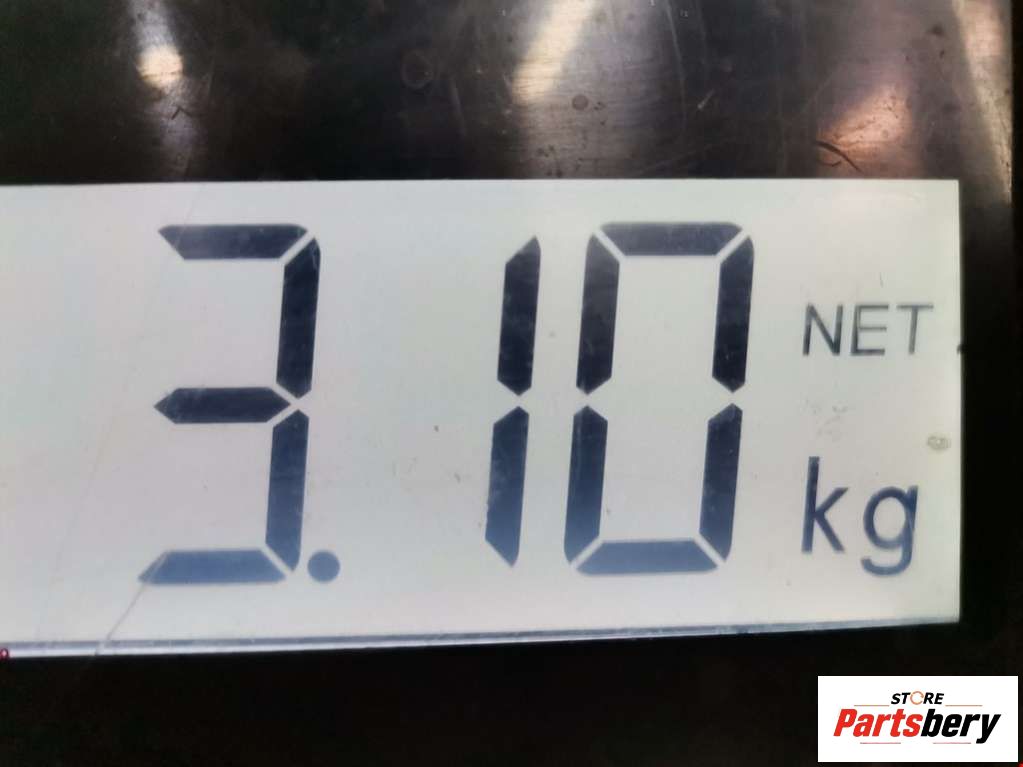 3.10 NET
kg
STORE
Partsbery